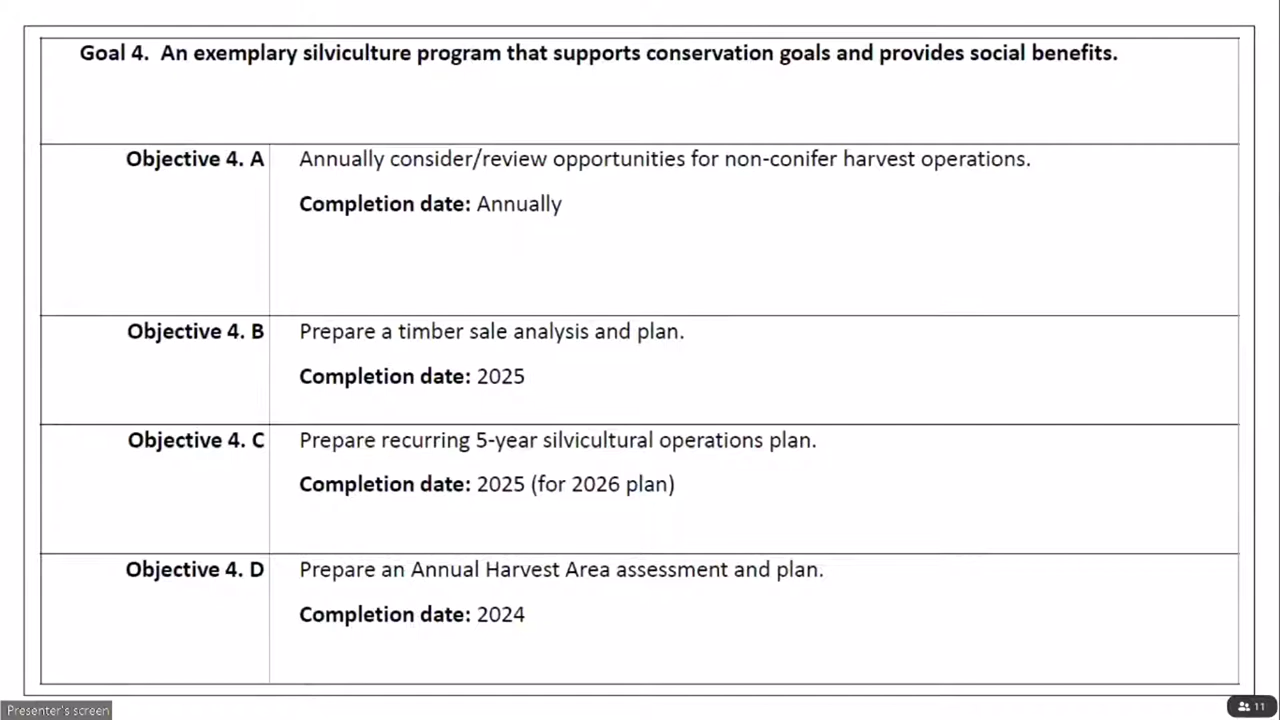 Goal 4. An exemplary silviculture program that supports conservation goals and provides social benefits.
Objective 4. A
Annually consider/review opportunities for non-conifer harvest operations.
Completion date: Annually
Objective 4. B
Prepare a timber sale analysis and plan.
Completion date: 2025
Objective 4. C
Prepare recurring 5-year silvicultural operations plan.
Completion date: 2025 (for 2026 plan)
Objective 4. D
Prepare an Annual Harvest Area assessment and plan.
Completion date: 2024
Presenter's screen
11